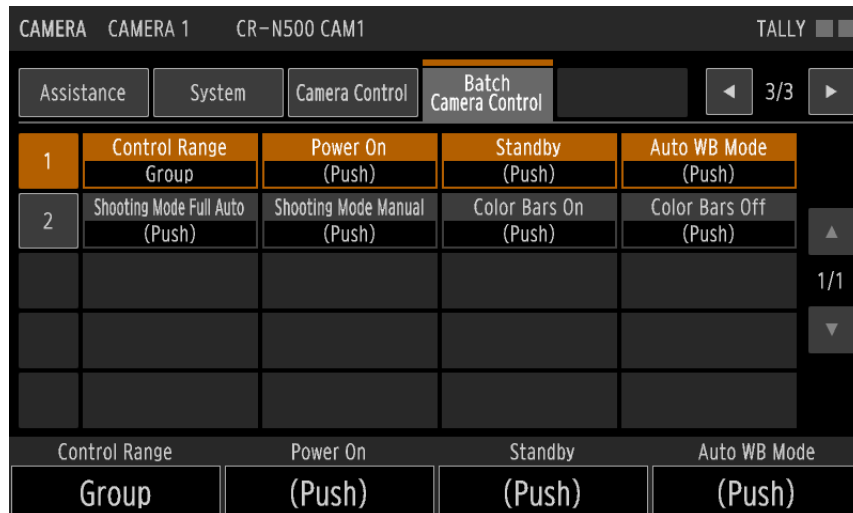 CAMERA CAMERA 1 CR-N500 CAM1 TALLY
Assistance System Camera Control Batch Camera Control ◀ 3/3 ▶
1 Control Range Power On Standby Auto WB Mode
Group (Push) (Push) (Push)
2 Shooting Mode Full Auto Shooting Mode Manual Color Bars On Color Bars Off
(Push) (Push) (Push) (Push)
▲
1/1
▼
Control Range Power On Standby Auto WB Mode
Group (Push) (Push) (Push)